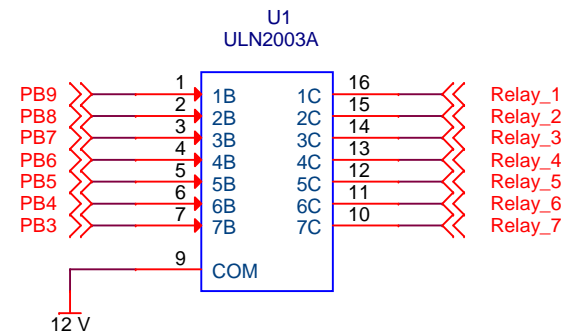 U1
ULN2003A
PB9 1 1B 1C 16 Relay_1
PB8 2 2B 2C 15 Relay_2
PB7 3 3B 3C 14 Relay_3
PB6 4 4B 4C 13 Relay_4
PB5 5 5B 5C 12 Relay_5
PB4 6 6B 6C 11 Relay_6
PB3 7 7B 7C 10 Relay_7
9 COM
12 V